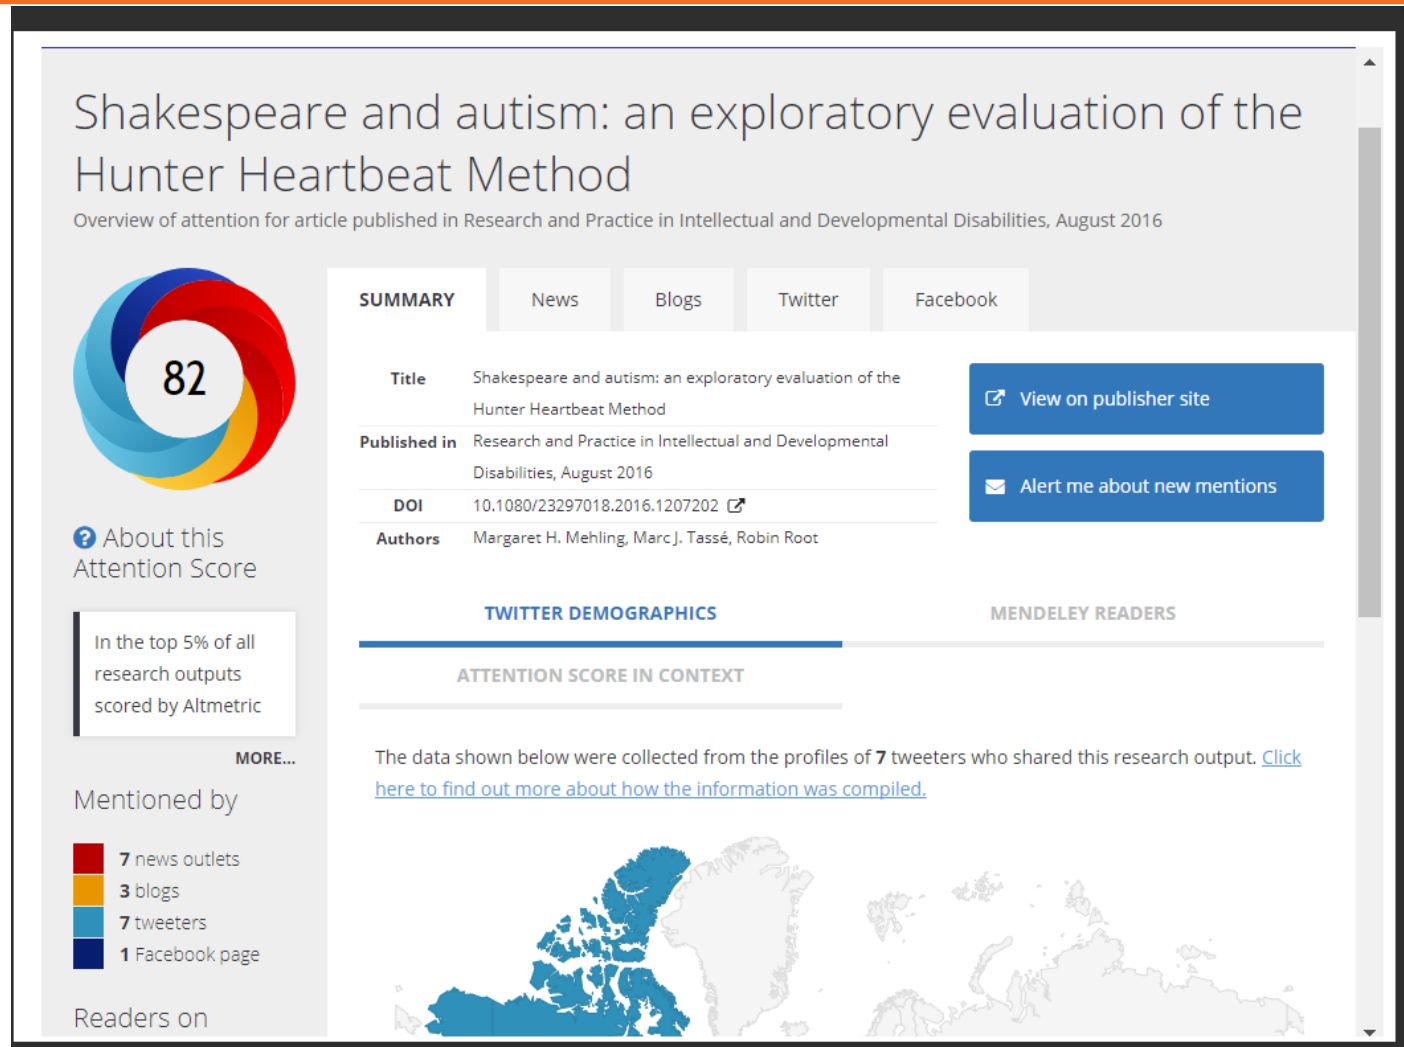 Shakespeare and autism: an exploratory evaluation of the
Hunter Heartbeat Method
Overview of attention for article published in Research and Practice in Intellectual and Developmental Disabilities, August 2016
82
About this
Attention Score
In the top 5% of all
research outputs
scored by Altmetric
MORE...
Mentioned by
7 news outlets
3 blogs
7 tweeters
1 Facebook page
Readers on
SUMMARY
News
Blogs
Twitter
Facebook
Title
Shakespeare and autism: an exploratory evaluation of the
Hunter Heartbeat Method
Published in
Research and Practice in Intellectual and Developmental
Disabilities, August 2016
DOI
10.1080/23297018.2016.1207202
Authors
Margaret H. Mehling, Marc J. Tassé, Robin Root
View on publisher site
Alert me about new mentions
TWITTER DEMOGRAPHICS
MENDELEY READERS
ATTENTION SCORE IN CONTEXT
The data shown below were collected from the profiles of 7 tweeters who shared this research output. Click
here to find out more about how the information was compiled.